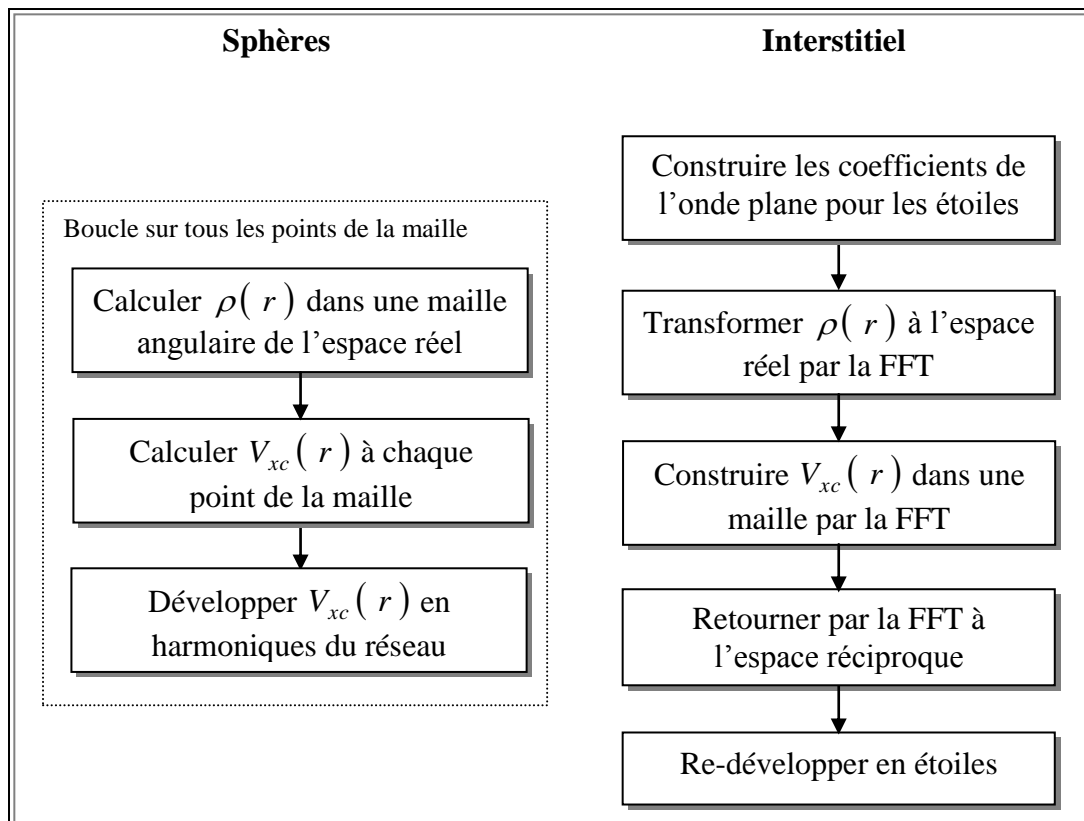 Sphères
Boucle sur tous les points de la maille
Calculer ρ( r ) dans une maille
angulaire de l’espace réel
Calculer Vxc( r ) à chaque
point de la maille
Développer Vxc( r ) en
harmoniques du réseau
Interstitiel
Construire les coefficients de
l’onde plane pour les étoiles
Transformer ρ( r ) à l’espace
réel par la FFT
Construire Vxc( r ) dans une
maille par la FFT
Retourner par la FFT à
l’espace réciproque
Re-développer en étoiles